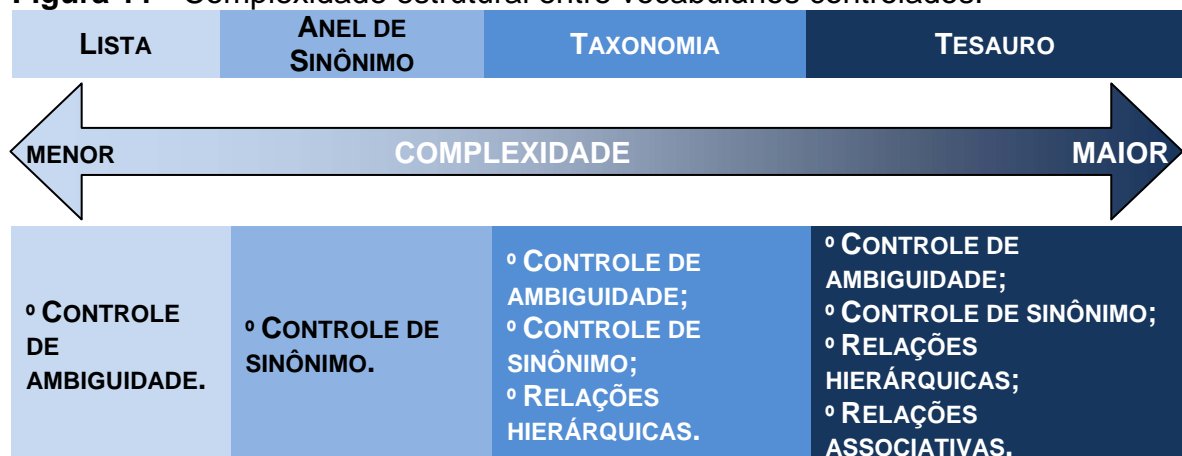 Figura – Complexidade estrutural entre vocabulários controlados.
LISTA
ANEL DE
SINÔNIMO
TAXONOMIA
TESAURO
MENOR
COMPLEXIDADE
MAIOR
º CONTROLE
DE
AMBIGUIDADE.
º CONTROLE DE
SINÔNIMO.
º CONTROLE DE
AMBIGUIDADE;
º CONTROLE DE
SINÔNIMO;
º RELAÇÕES
HIERÁRQUICAS.
º CONTROLE DE
AMBIGUIDADE;
º CONTROLE DE SINÔNIMO;
º RELAÇÕES
HIERÁRQUICAS;
º RELAÇÕES
ASSOCIATIVAS.